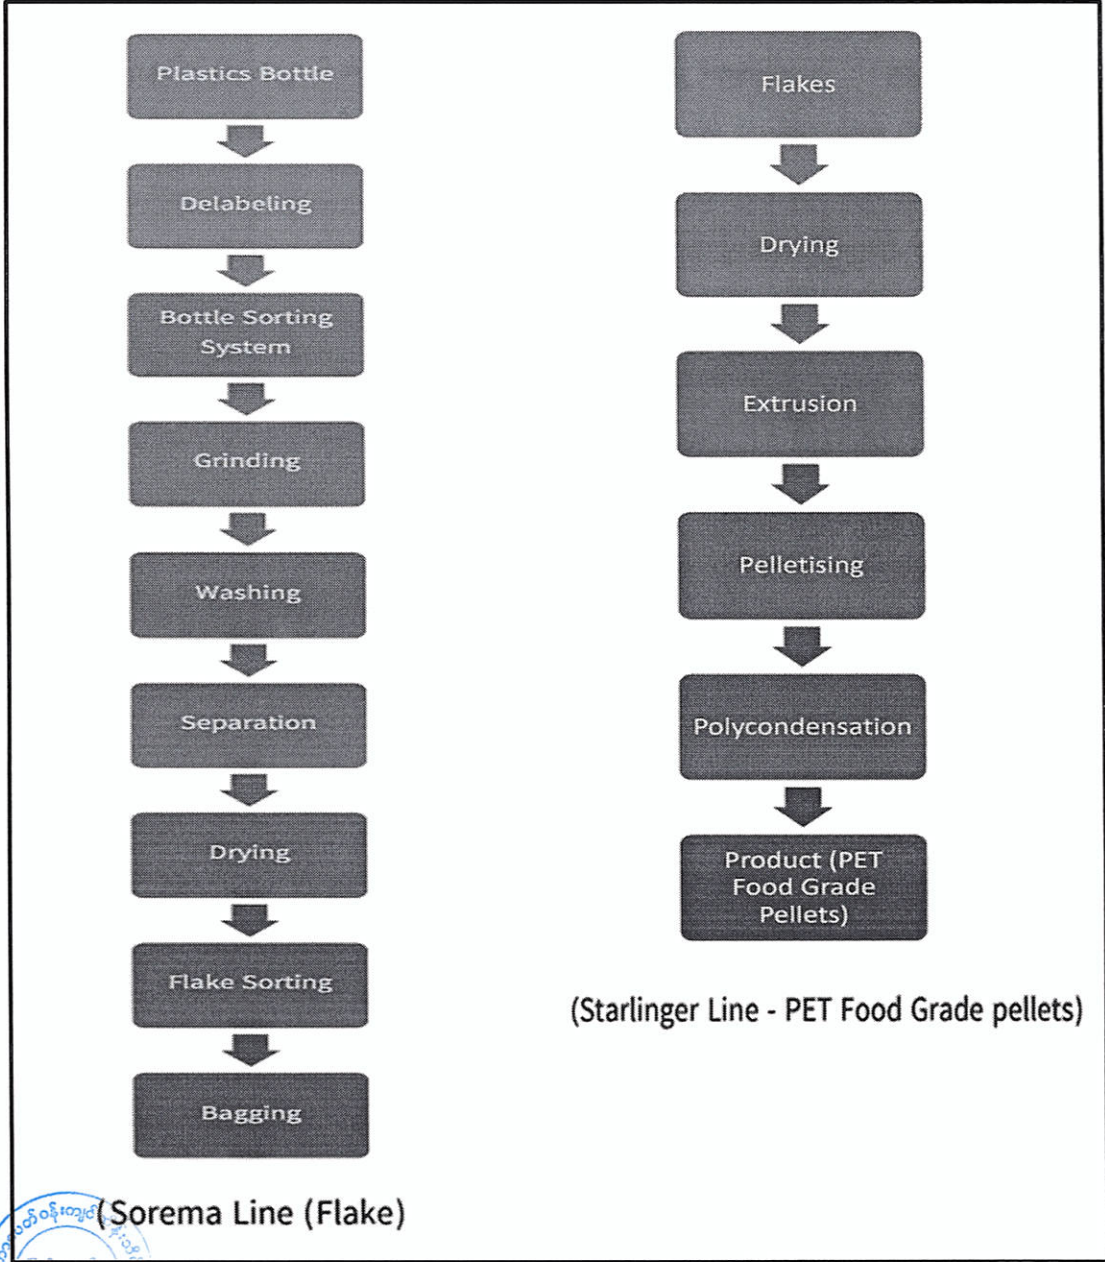 Plastics Bottle
Delabeling
Bottle Sorting
System
Grinding
Washing
Separation
Drying
Flake Sorting
Bagging
(Sorema Line (Flake)
Flakes
Drying
Extrusion
Pelletising
Polycondensation
Product (PET
Food Grade
Pellets)
(Starlinger Line - PET Food Grade pellets)